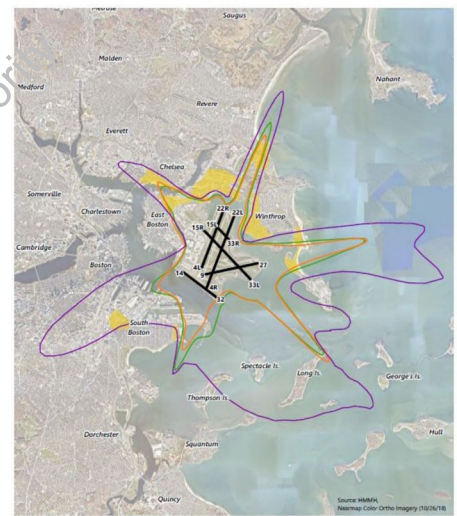 Saugus
Malden
Nahant
Medford
Revere
Everett
Chelsea
Somerville
Charlestown
East
Boston
Winthrop
22R
22L
15R
15L
33R
Cambridge
Boston
4L
9
27
14
4R
33L
32
South
Boston
Spectacle Is.
Long Is.
George's Is.
Thompson Is.
Dorchester
Squantum
Hull
Quincy
Source: HMMH,
Nearmap Color Ortho Imagery (10/26/18)